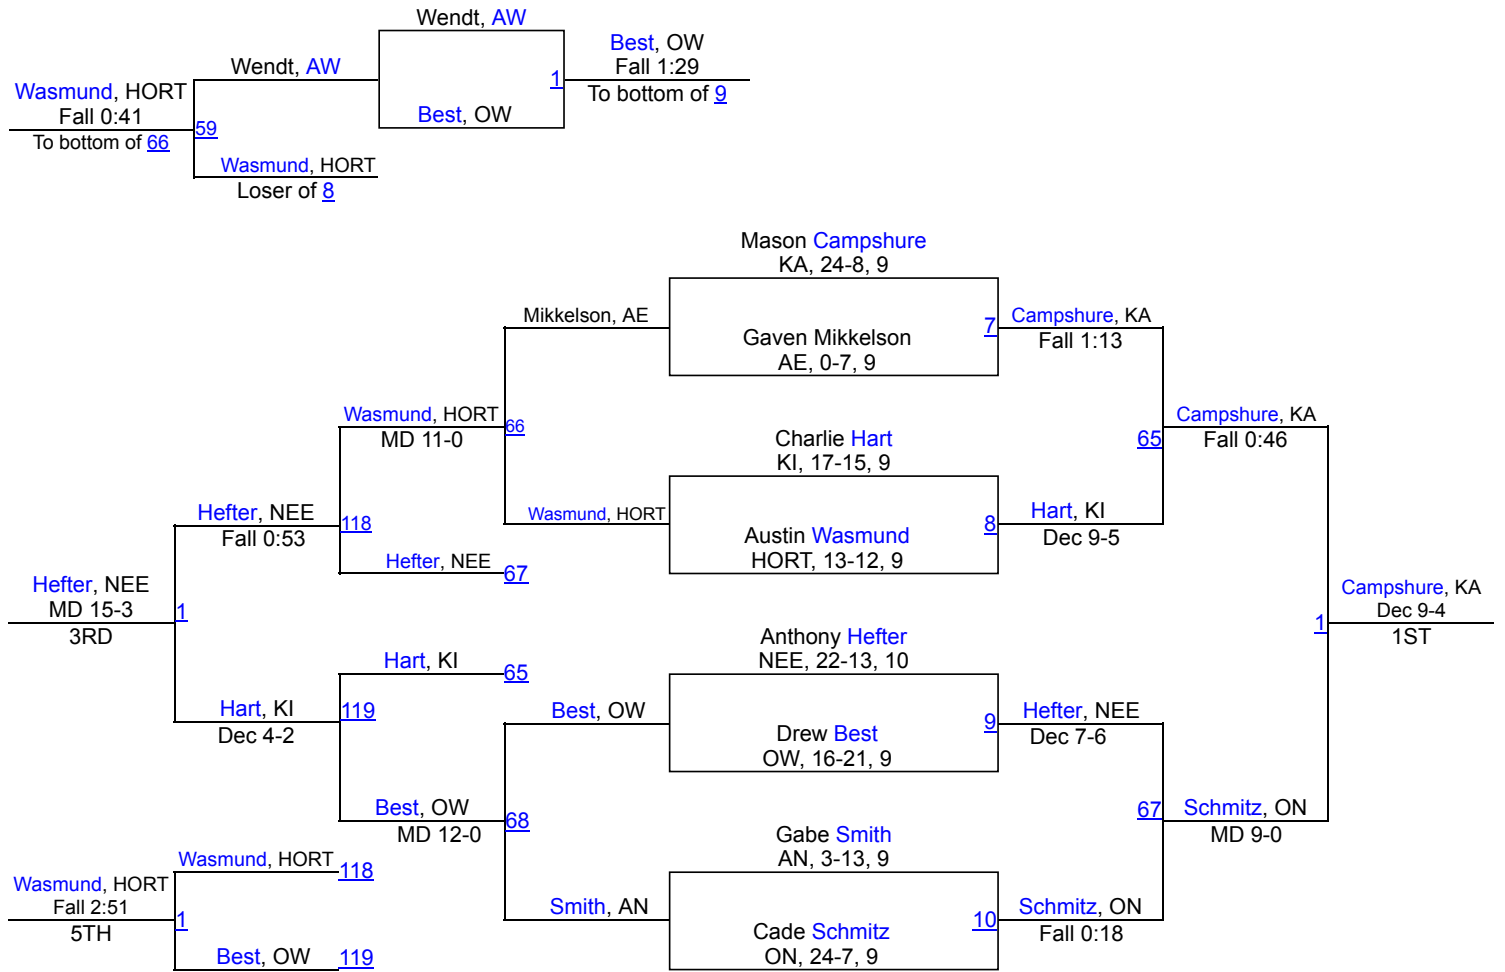 Wendt, AW
Best, OW
Fall 1:29
1
To bottom of 9
Wendt, AW
Best, OW
Wasmund, HORT
Fall 0:41
59
To bottom of 66
Wasmund, HORT
Loser of 8
Mason Campshure
KA, 24-8, 9
Mikkelson, AE
7
Campshure, KA
Gaven Mikkelson
Fall 1:13
AE, 0-7, 9
Wasmund, HORT
66
Campshure, KA
MD 11-0
Charlie Hart
65
Fall 0:46
KI, 17-15, 9
Hefter, NEE
118
Wasmund, HORT
8
Hart, KI
Fall 0:53
Austin Wasmund
Dec 9-5
HORT, 13-12, 9
Hefter, NEE
67
Hefter, NEE
MD 15-3
1
3RD
Campshure, KA
Dec 9-4
1
1ST
Anthony Hefter
NEE, 22-13, 10
Hart, KI
65
Hart, KI
119
Best, OW
9
Hefter, NEE
Dec 4-2
Drew Best
Dec 7-6
OW, 16-21, 9
Best, OW
68
67
Schmitz, ON
MD 12-0
Gabe Smith
MD 9-0
AN, 3-13, 9
Wasmund, HORT
118
Wasmund, HORT
Fall 2:51
1
5TH
Smith, AN
10
Schmitz, ON
Cade Schmitz
Fall 0:18
ON, 24-7, 9
Best, OW
119